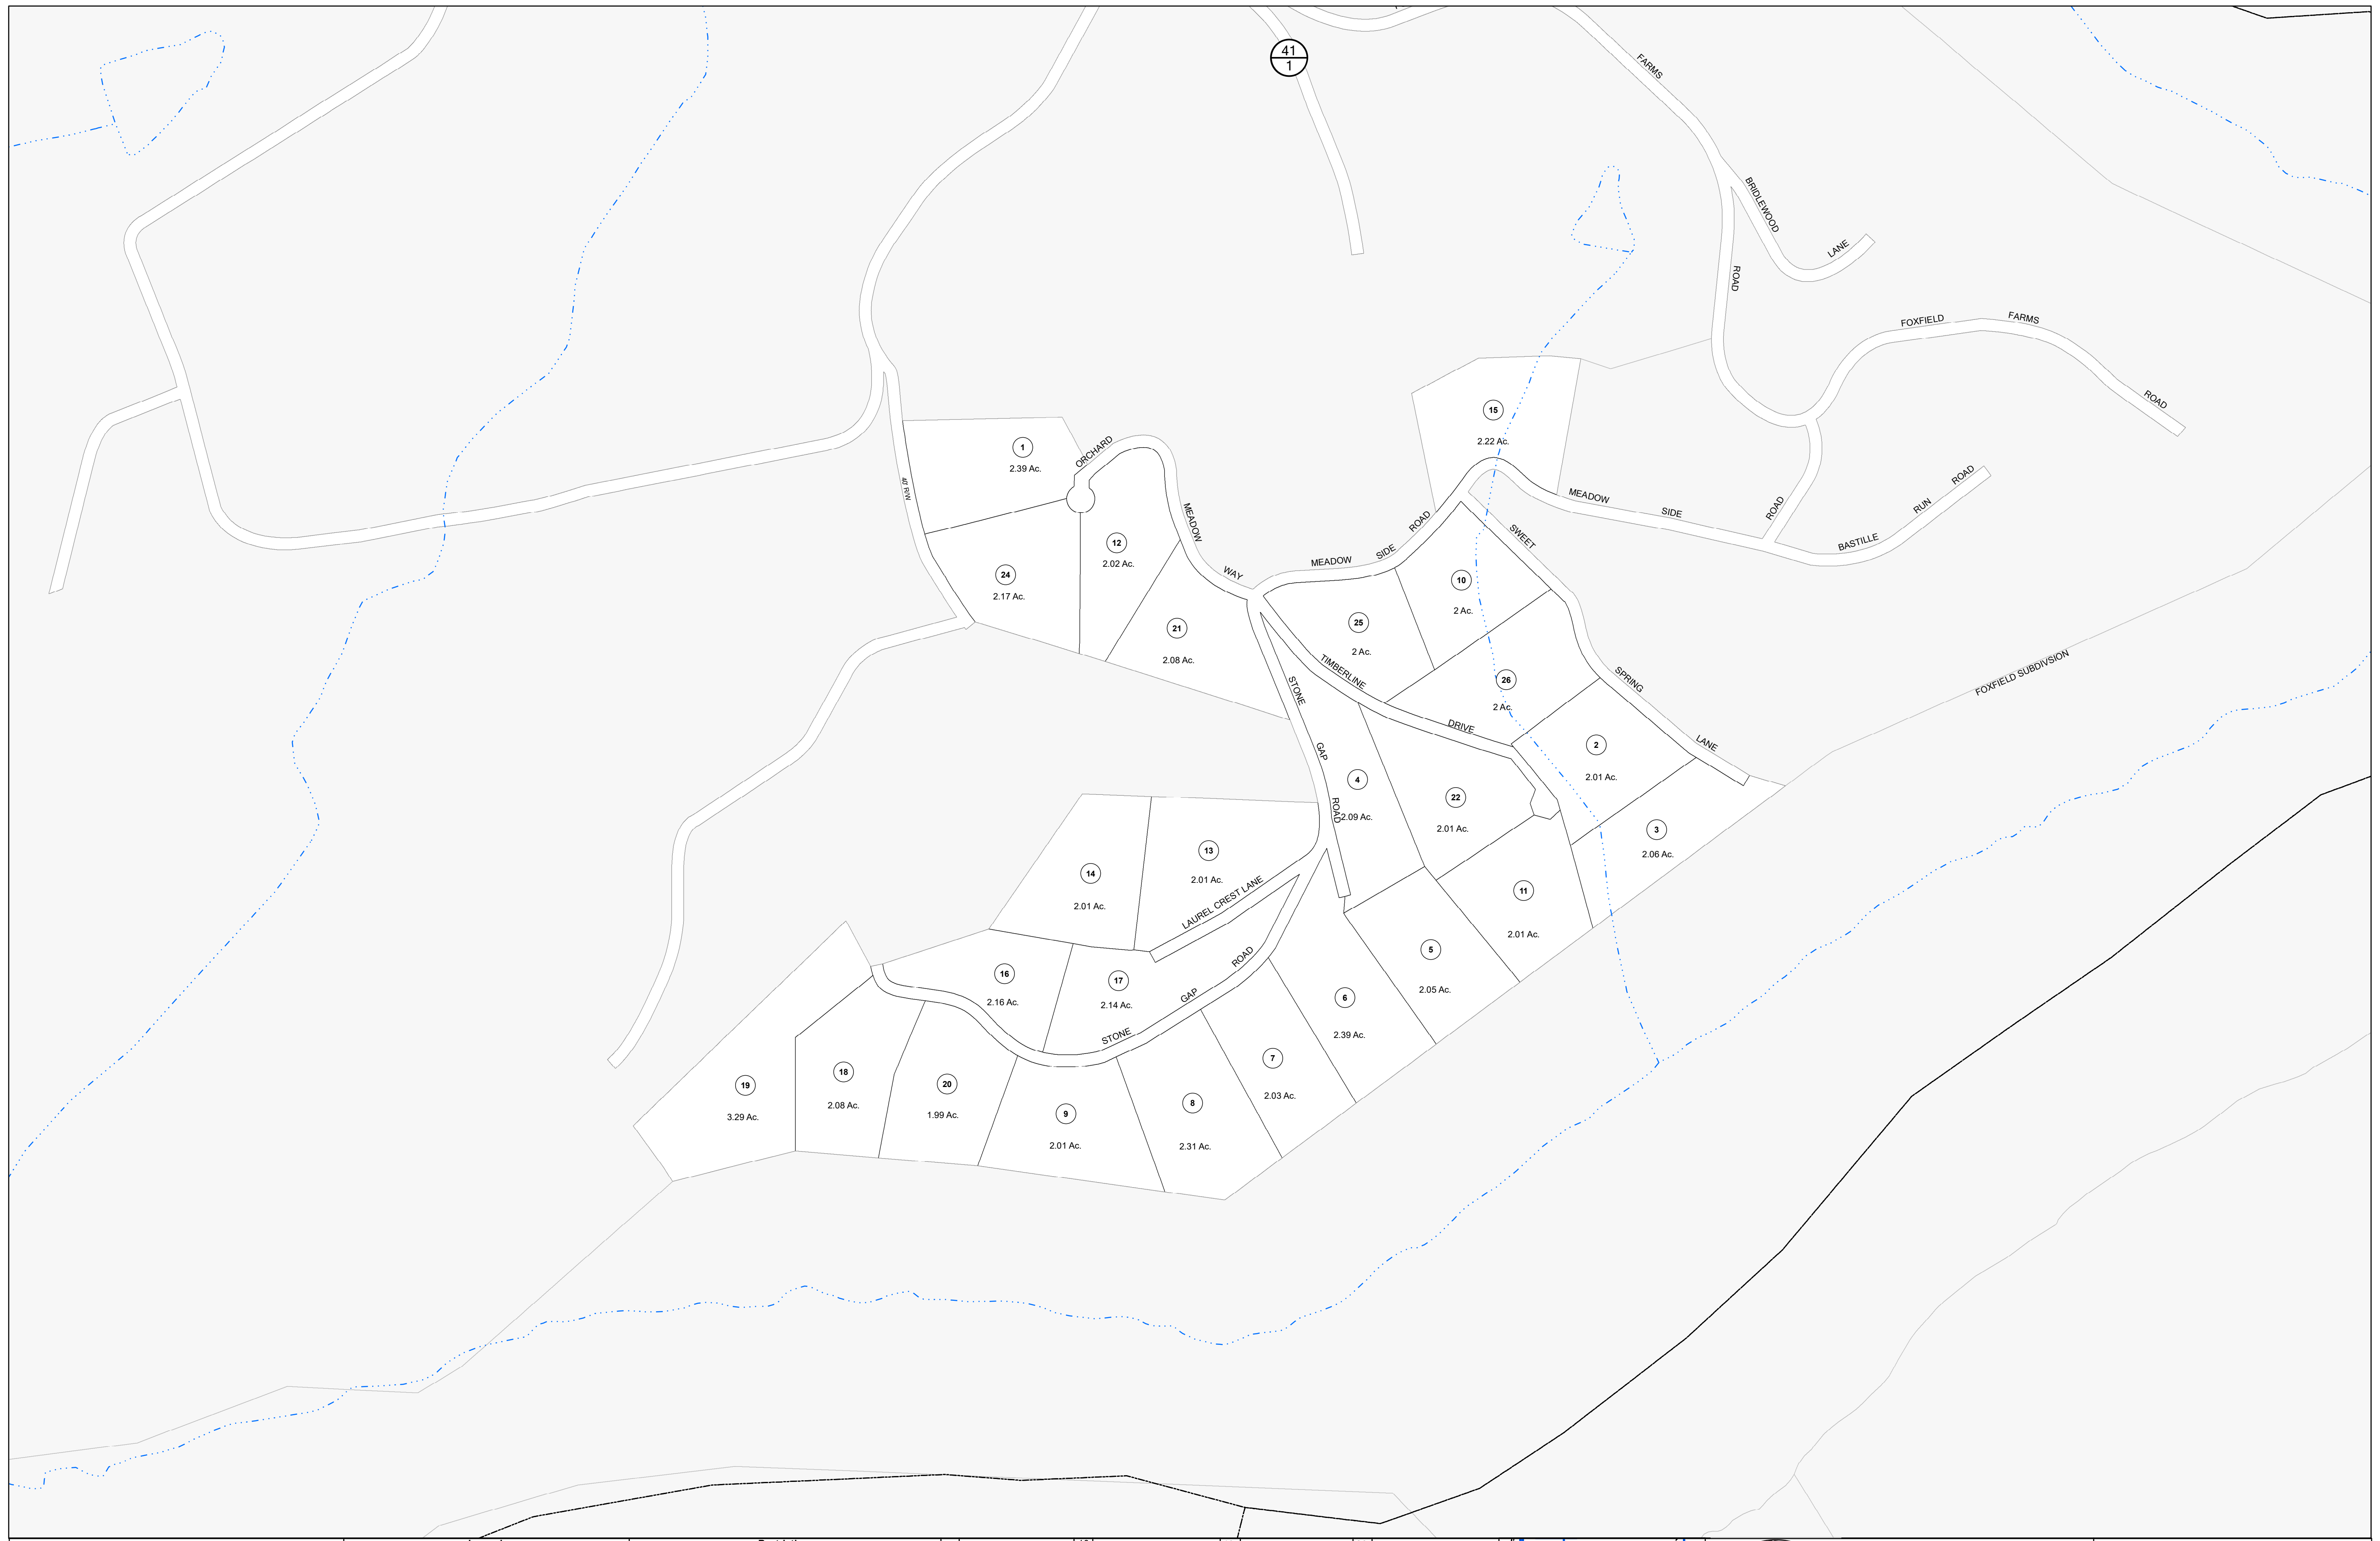 41
1
FARMS
BRIDLEWOOD
LANE
ROAD
FOXFIELD
FARMS
ROAD
15
2.22 Ac.
1
2.39 Ac.
ORCHARD
40' R/W
MEADOW
WAY
MEADOW
SIDE
ROAD
MEADOW
SIDE
ROAD
BASTILLE
RUN
ROAD
SWEET
SPRING
LANE
12
2.02 Ac.
24
2.17 Ac.
21
2.08 Ac.
10
2 Ac.
25
2 Ac.
26
2 Ac.
TIMBERLINE
DRIVE
STONE
GAP
ROAD
FOXFIELD SUBDIVSION
2
2.01 Ac.
4
2.09 Ac.
22
2.01 Ac.
3
2.06 Ac.
13
2.01 Ac.
14
2.01 Ac.
LAUREL CREST LANE
11
2.01 Ac.
5
2.05 Ac.
16
2.16 Ac.
17
2.14 Ac.
STONE
GAP
ROAD
6
2.39 Ac.
7
2.03 Ac.
19
3.29 Ac.
18
2.08 Ac.
20
1.99 Ac.
9
2.01 Ac.
8
2.31 Ac.